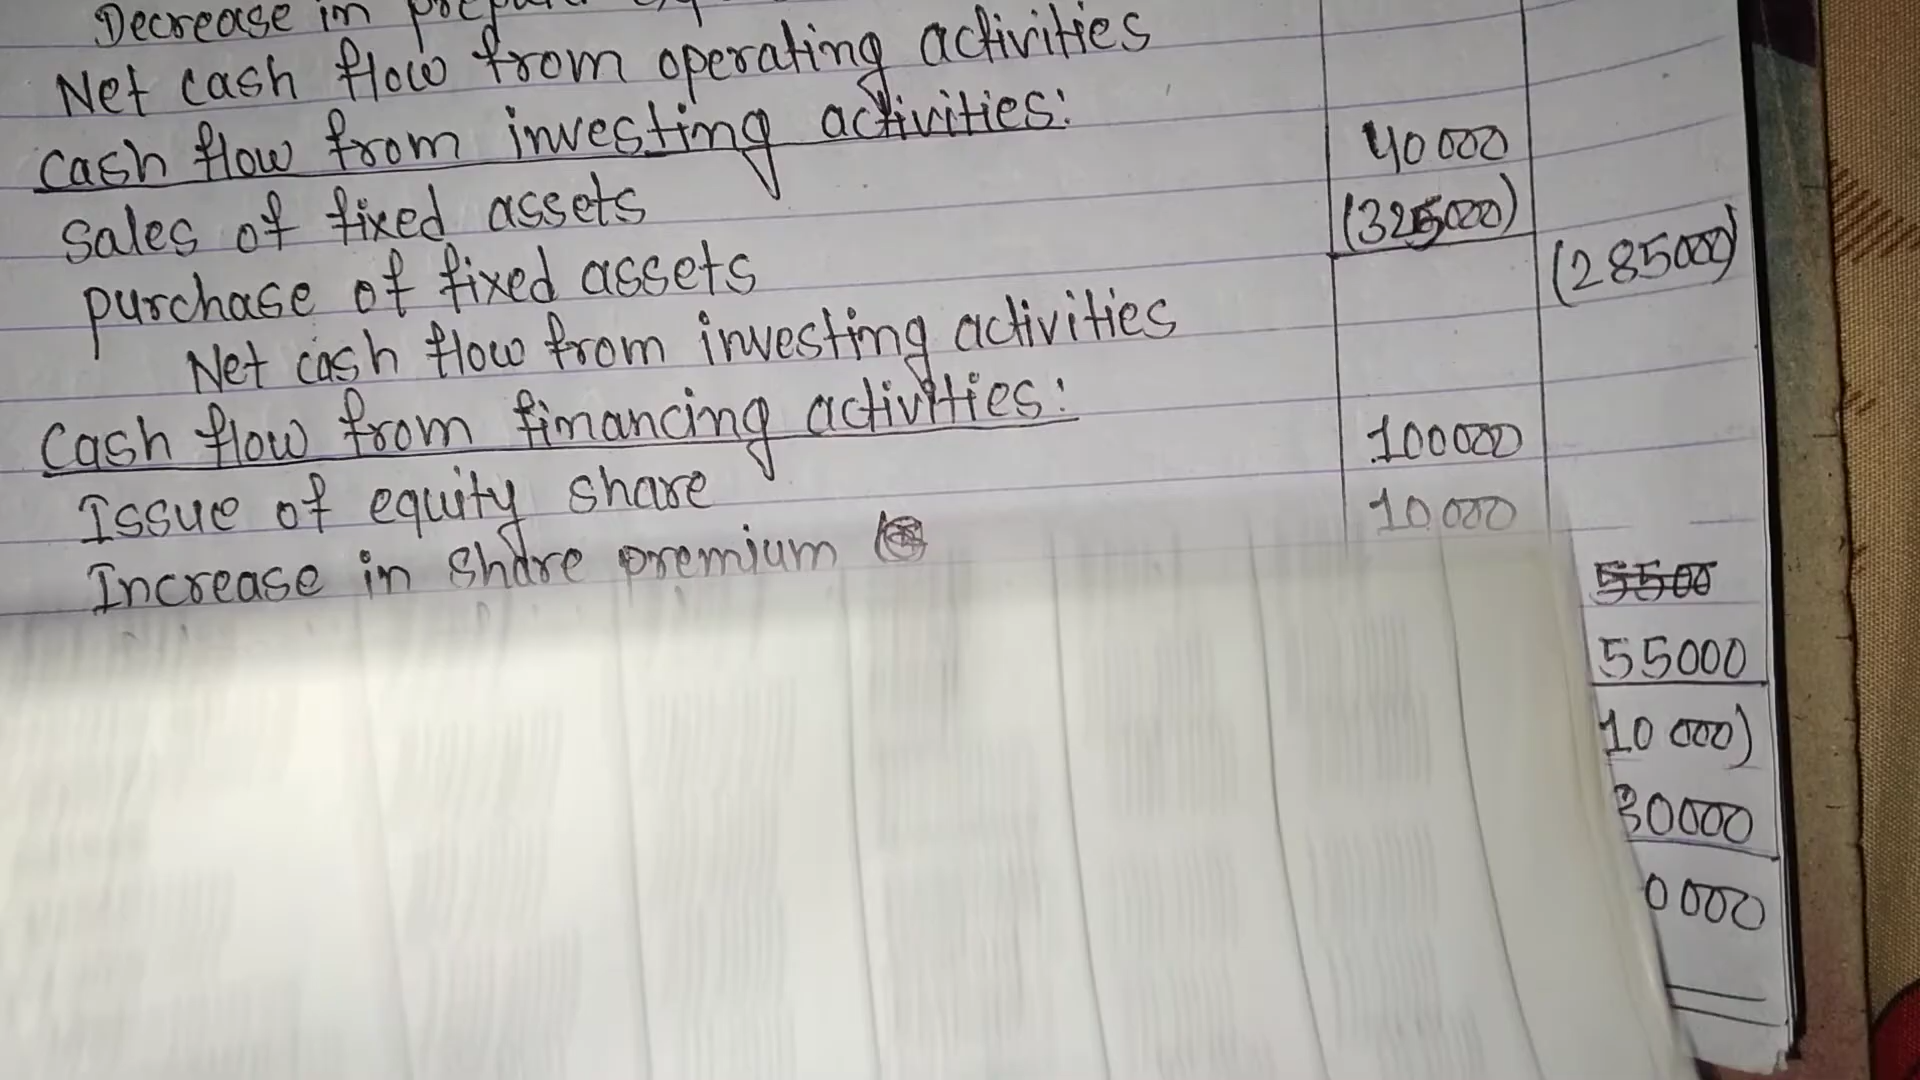 Decrease in
Net cash flow from operating activities
Cash flow from investing activities:
Sales of fixed assets 40000
purchase of fixed assets (325000)
Net cash flow from investing activities (285000)
Cash flow from financing activities:
Issue of equity share 100000
Increase in share premium 10000
5500
55000
10 000)
30000
0000